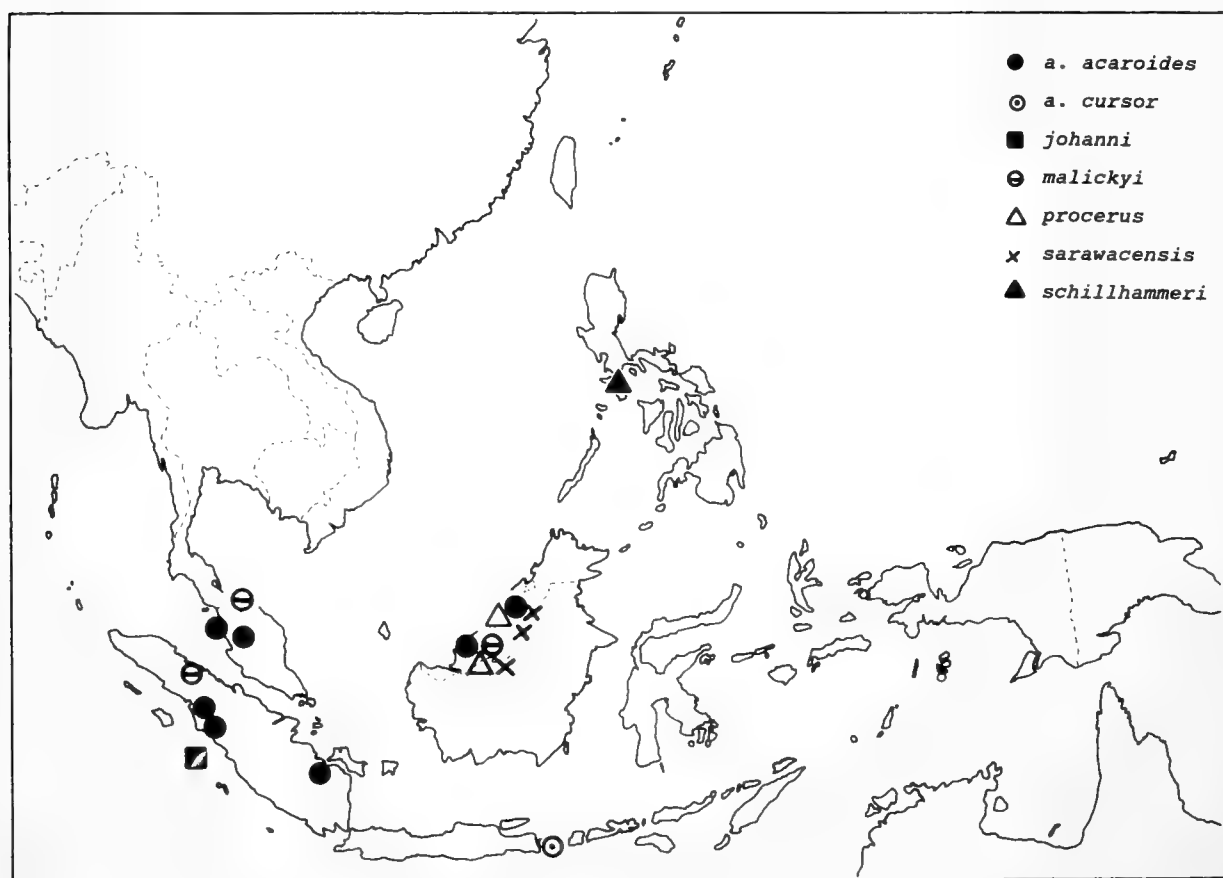 a. acaroides
a. cursor
johanni
malickyi
procerus
sarawacensis
schillhammeri